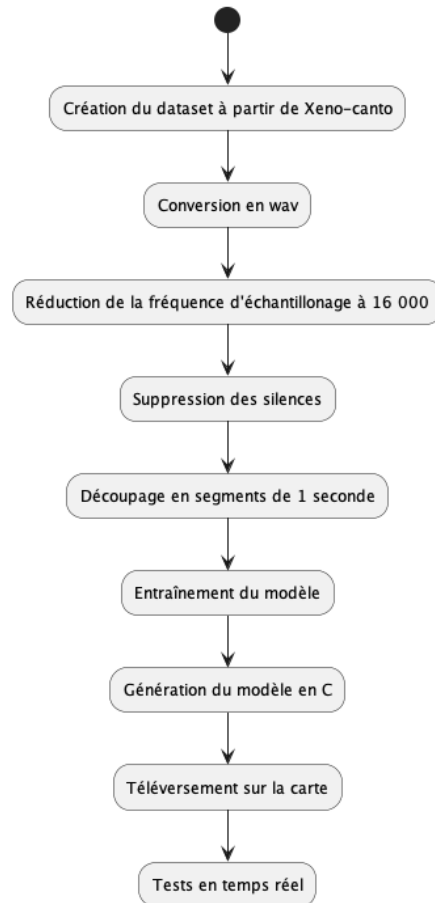 Création du dataset à partir de Xeno-canto
Conversion en wav
Réduction de la fréquence d'échantillonage à 16 000
Suppression des silences
Découpage en segments de 1 seconde
Entraînement du modèle
Génération du modèle en C
Téléversement sur la carte
Tests en temps réel